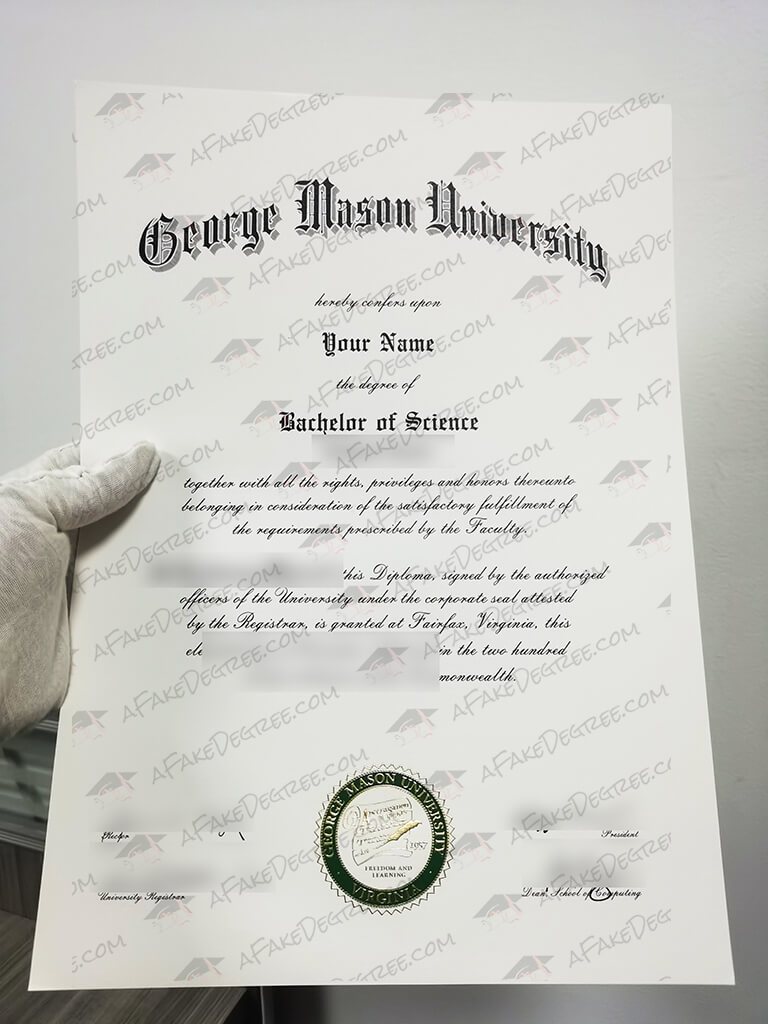 AFAKEDEGREE.COM
George Mason University
hereby confers upon
Your Name
the degree of
Bachelor of Science
together with all the rights, privileges and honors thereunto
belonging in consideration of the satisfactory fulfillment of
the requirements prescribed by the Faculty.
this Diploma, signed by the authorized
officers of the University under the corporate seal attested
by the Registrar, is granted at Fairfax, Virginia, this
in the two hundred
GEORGE MASON UNIVERSITY
1957
FREEDOM AND
LEARNING
VIRGINIA
Rector
President
University Registrar
Dean, School of Computing